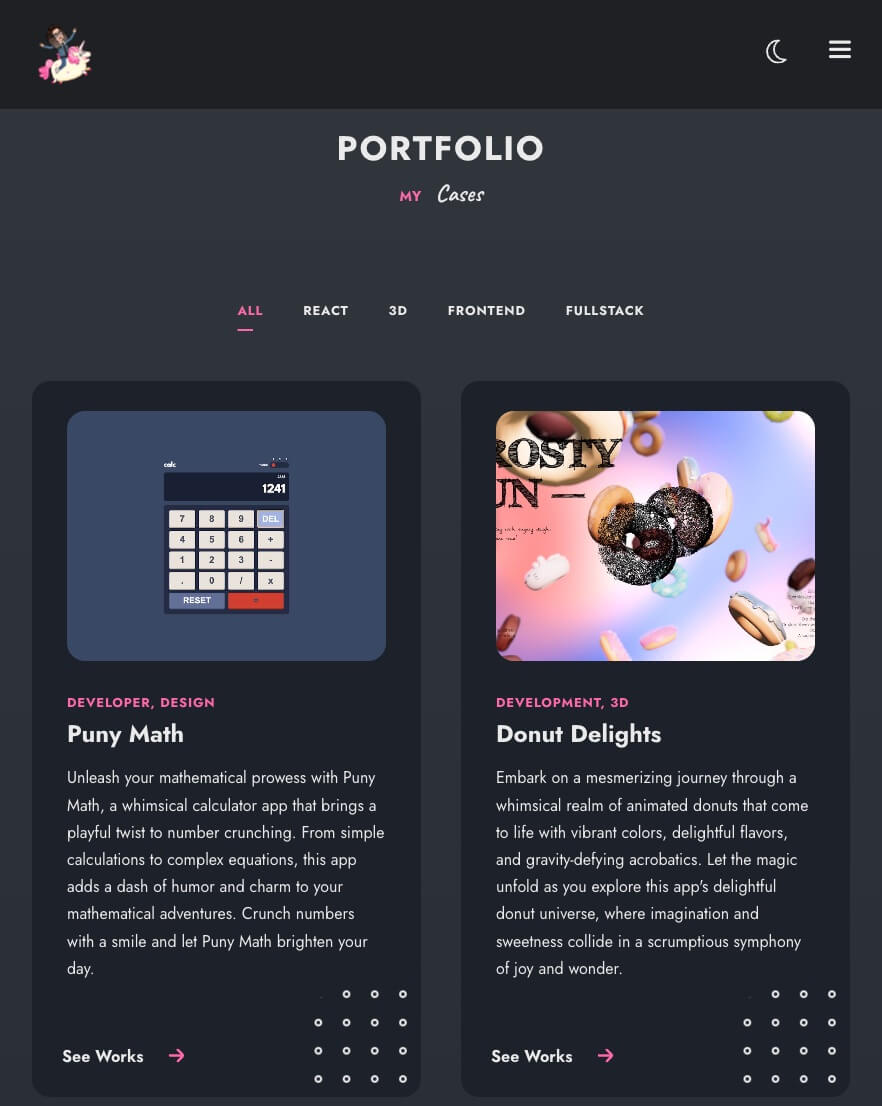 PORTFOLIO
MY Cases
ALL REACT 3D FRONTEND FULLSTACK
calc
1241
7 8 9 DEL
4 5 6 +
1 2 3 -
. 0 / x
RESET =
DEVELOPER, DESIGN
Puny Math
Unleash your mathematical prowess with Puny
Math, a whimsical calculator app that brings a
playful twist to number crunching. From simple
calculations to complex equations, this app
adds a dash of humor and charm to your
mathematical adventures. Crunch numbers
with a smile and let Puny Math brighten your
day.
See Works
ROSTY
UN —
DEVELOPMENT, 3D
Donut Delights
Embark on a mesmerizing journey through a
whimsical realm of animated donuts that come
to life with vibrant colors, delightful flavors,
and gravity-defying acrobatics. Let the magic
unfold as you explore this app's delightful
donut universe, where imagination and
sweetness collide in a scrumptious symphony
of joy and wonder.
See Works